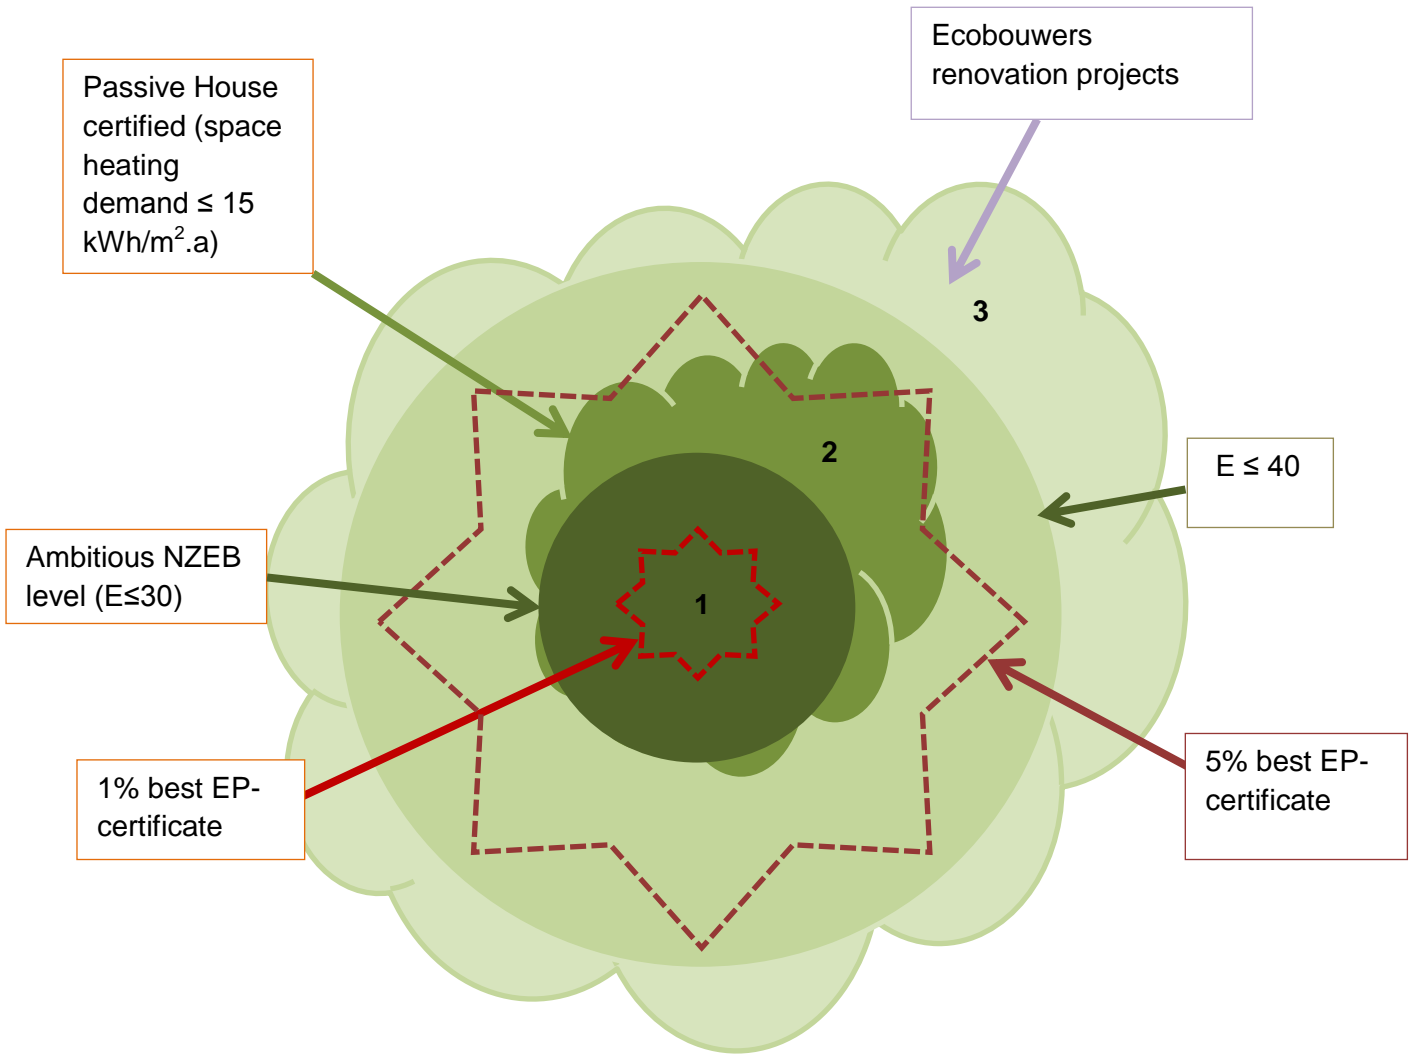 Ecobouwers
renovation projects
Passive House
certified (space
heating
demand ≤ 15
kWh/m².a)
3
2
E ≤ 40
Ambitious NZEB
level (E≤30)
1
1% best EP-
certificate
5% best EP-
certificate